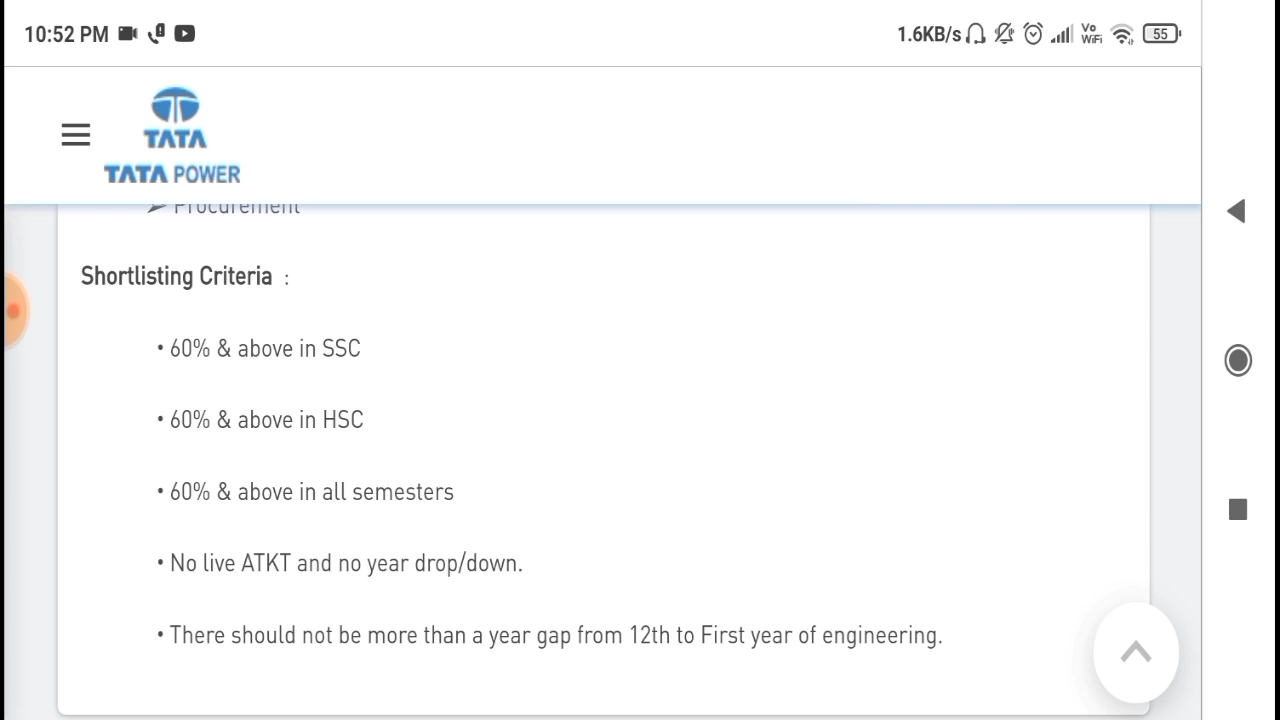 10:52 PM
1.6KB/s Vo WiFi 55
TATA
TATA POWER
➢ Procurement
Shortlisting Criteria :
• 60% & above in SSC
• 60% & above in HSC
• 60% & above in all semesters
• No live ATKT and no year drop/down.
• There should not be more than a year gap from 12th to First year of engineering.